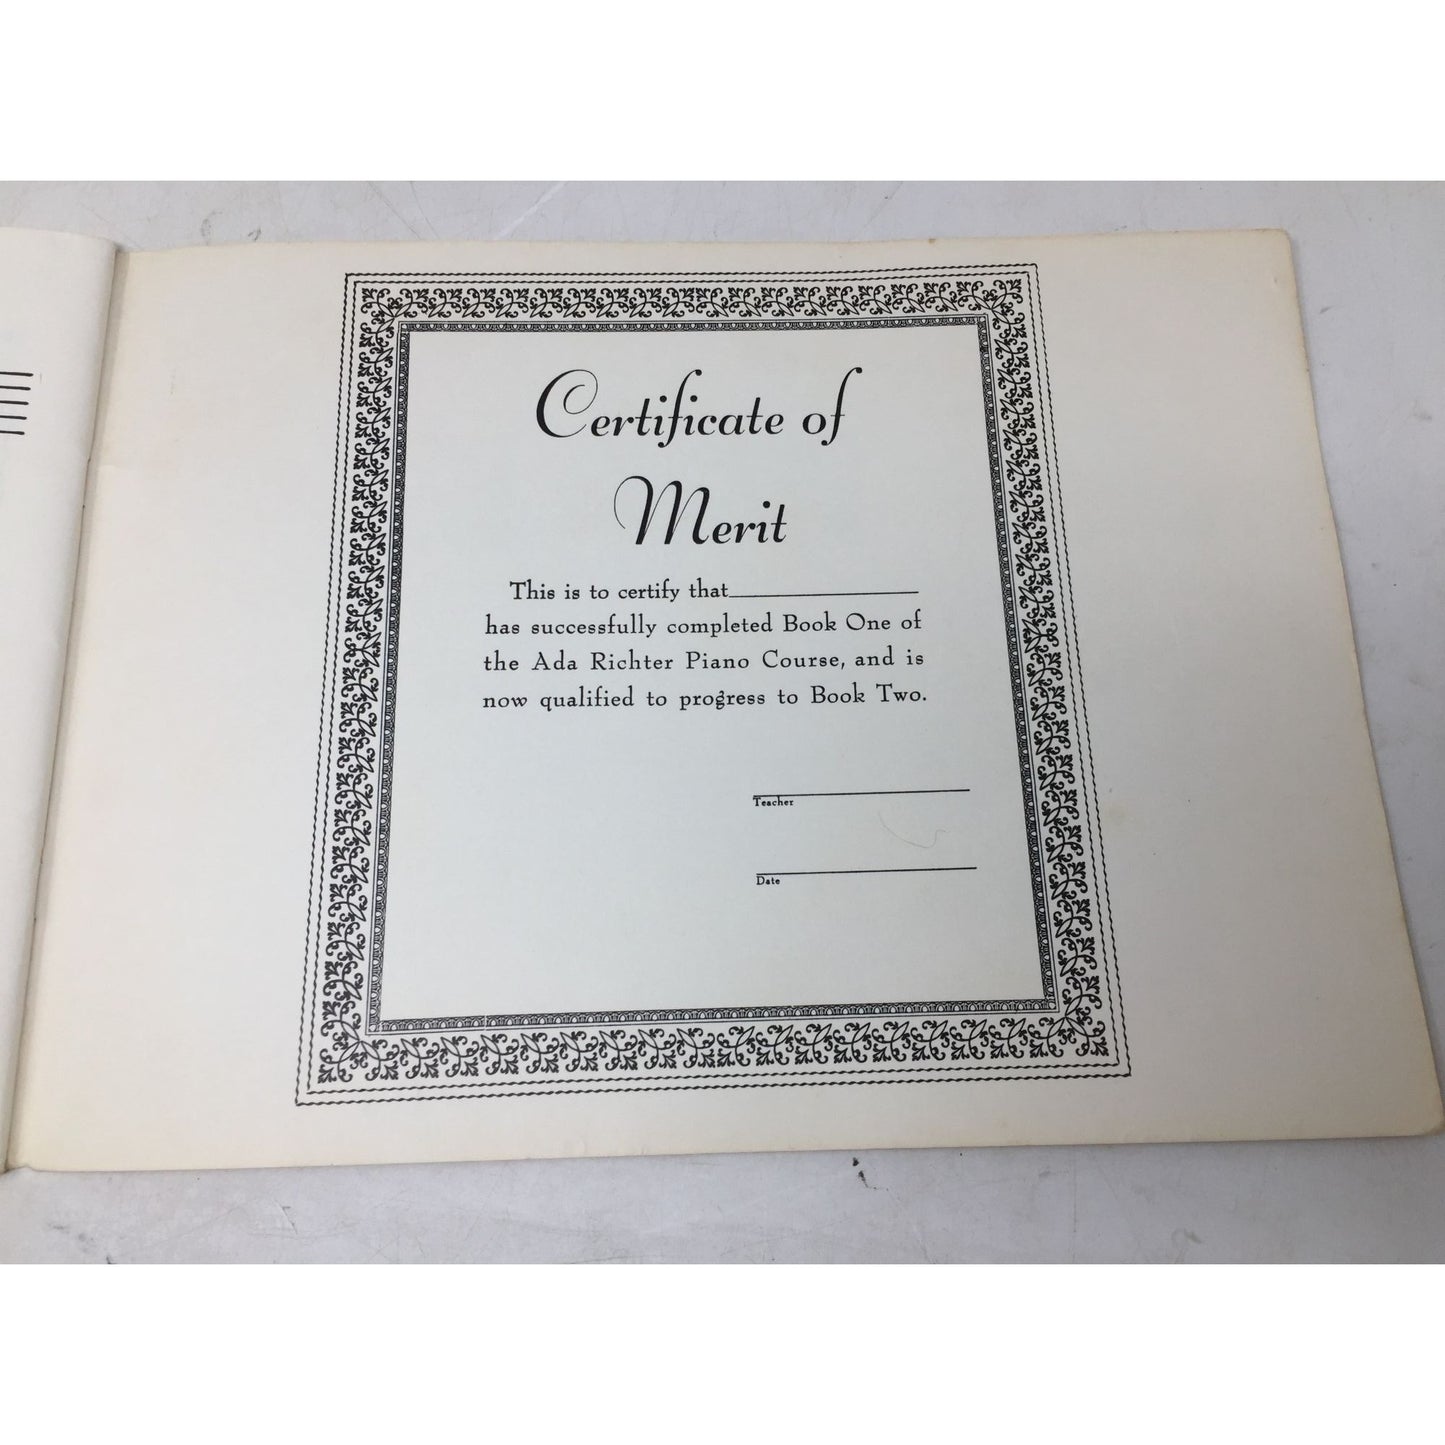 Certificate of
Merit
This is to certify that
has successfully completed Book One of
the Ada Richter Piano Course, and is
now qualified to progress to Book Two.
Teacher
Date